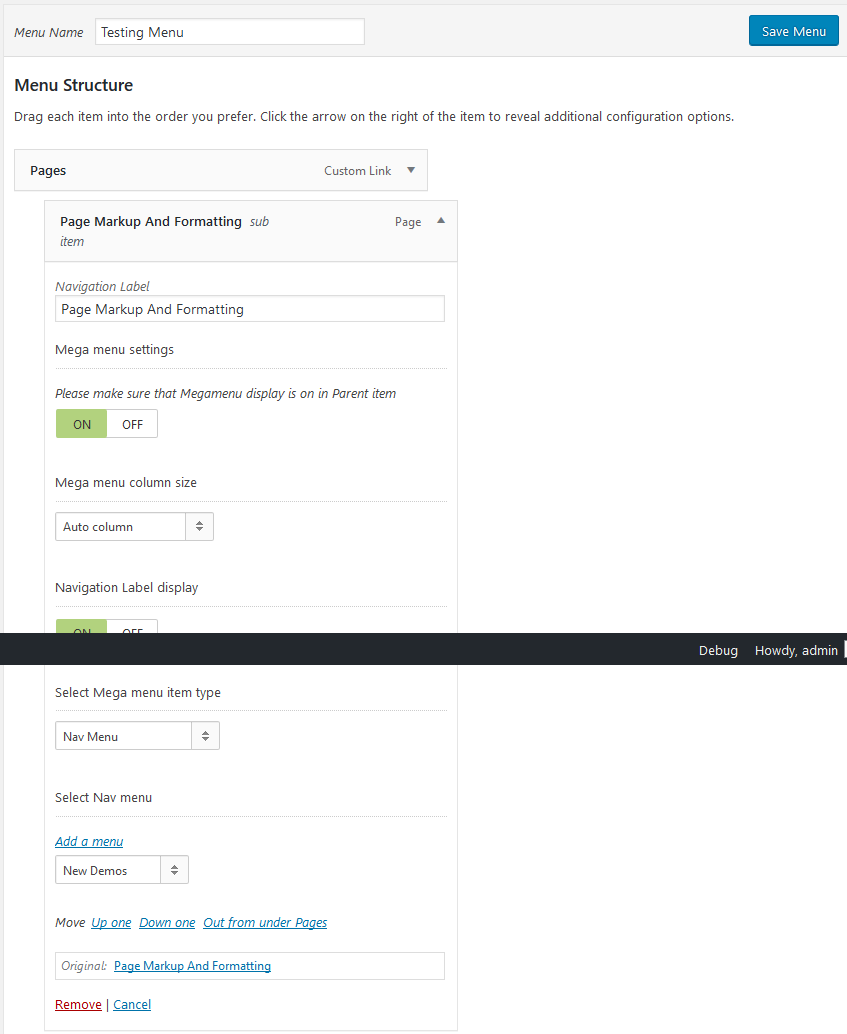 Menu Name Testing Menu Save Menu
Menu Structure
Drag each item into the order you prefer. Click the arrow on the right of the item to reveal additional configuration options.
Pages Custom Link
Page Markup And Formatting sub Page
item
Navigation Label
Page Markup And Formatting
Mega menu settings
Please make sure that Megamenu display is on in Parent item
ON OFF
Mega menu column size
Auto column
Navigation Label display
ON OFF
Debug Howdy, admin
Select Mega menu item type
Nav Menu
Select Nav menu
Add a menu
New Demos
Move Up one Down one Out from under Pages
Original: Page Markup And Formatting
Remove | Cancel